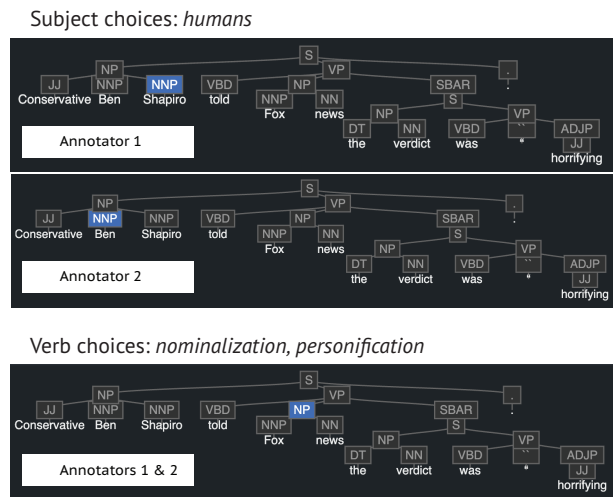 Subject choices: humans
S
NP VP .
JJ NNP NNP VBD NP SBAR :
Conservative Ben Shapiro told NNP NN S
Fox news NP VP
DT NN VBD `` ADJP
the verdict was “ JJ
horrifying
Annotator 1
S
NP VP .
JJ NNP NNP VBD NP SBAR :
Conservative Ben Shapiro told NNP NN S
Fox news NP VP
DT NN VBD `` ADJP
the verdict was “ JJ
horrifying
Annotator 2
Verb choices: nominalization, personification
S
NP VP .
JJ NNP NNP VBD NP SBAR :
Conservative Ben Shapiro told NNP NN S
Fox news NP VP
DT NN VBD `` ADJP
the verdict was “ JJ
horrifying
Annotators 1 & 2